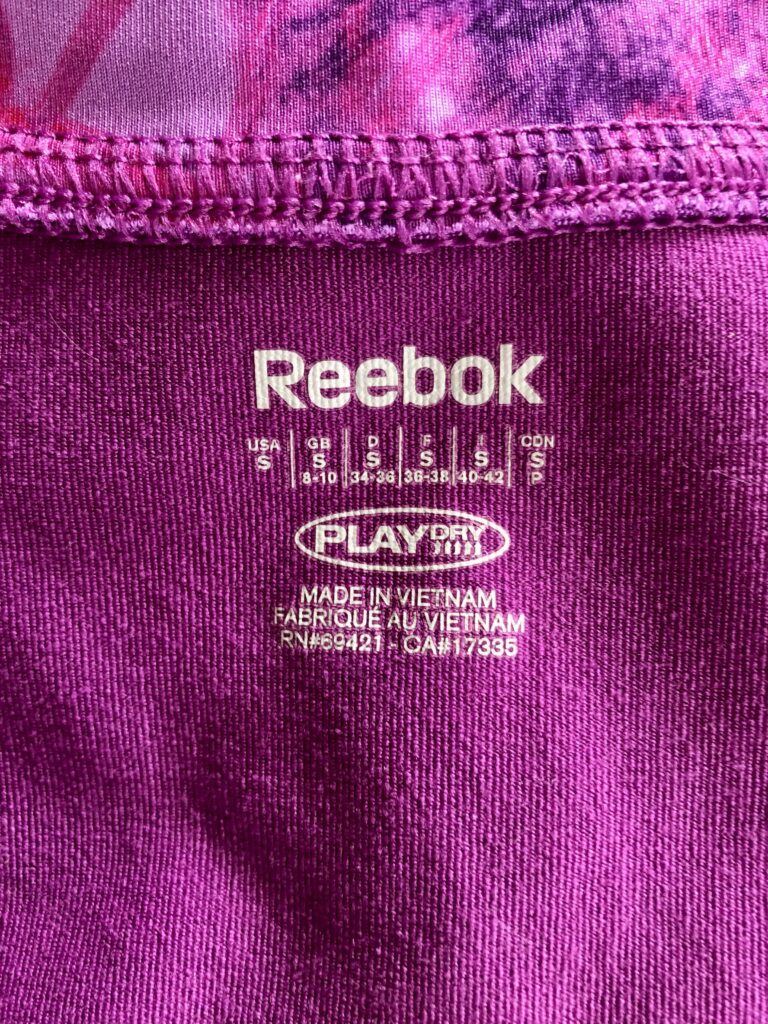 Reebok
USA GB D F I CDN
S S S S S S
8-10 34-36 36-38 40-42 P
PLAYDRY
MADE IN VIETNAM
FABRIQUÉ AU VIETNAM
RN#69421 - CA#17335